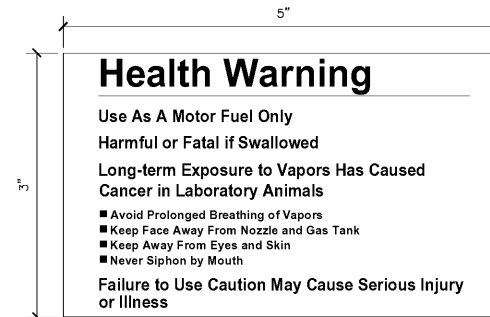 5"
3"
Health Warning
Use As A Motor Fuel Only
Harmful or Fatal if Swallowed
Long-term Exposure to Vapors Has Caused
Cancer in Laboratory Animals
■ Avoid Prolonged Breathing of Vapors
■ Keep Face Away From Nozzle and Gas Tank
■ Keep Away From Eyes and Skin
■ Never Siphon by Mouth
Failure to Use Caution May Cause Serious Injury
or Illness